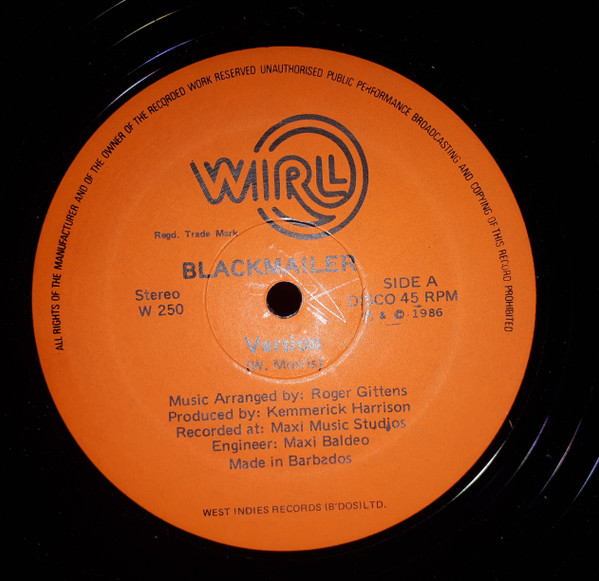 ALL RIGHTS OF THE MANUFACTURER AND OF THE OWNER OF THE RECORDED WORK RESERVED UNAUTHORISED PUBLIC PERFORMANCE BROADCASTING AND COPYING OF THIS RECORD PROHIBITED
WIRL
Regd. Trade Mark
BLACKMAILER
Stereo
W 250
SIDE A
DISCO 45 RPM
℗ & © 1986
Version
(W. Morris)
Music Arranged by: Roger Gittens
Produced by: Kemmerick Harrison
Recorded at: Maxi Music Studios
Engineer: Maxi Baldeo
Made in Barbados
WEST INDIES RECORDS (B'DOS) LTD.